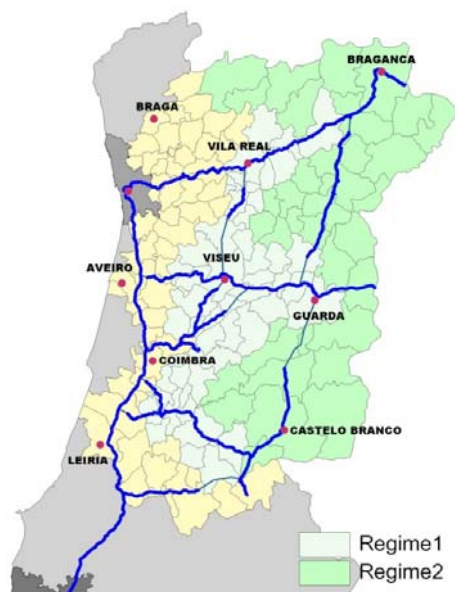 BRAGANCA
BRAGA
VILA REAL
AVEIRO
VISEU
GUARDA
COIMBRA
CASTELO BRANCO
LEIRIA
Regime1
Regime2